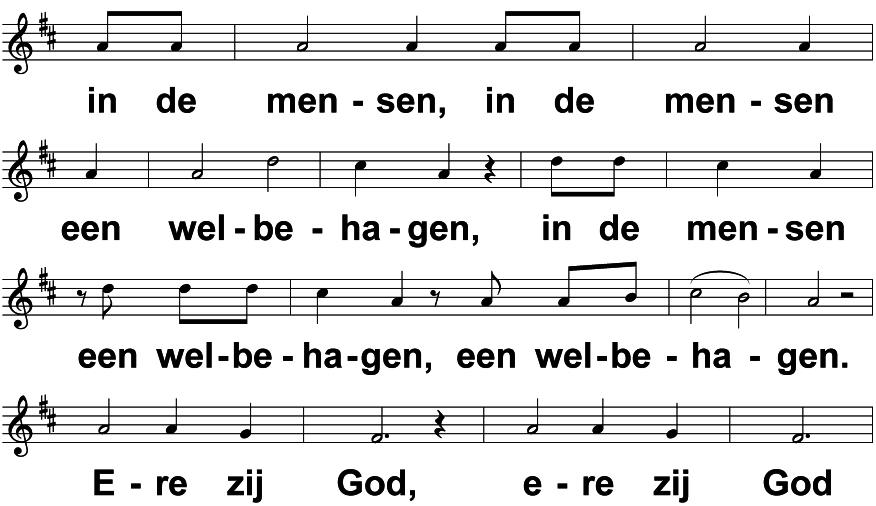 in de men - sen, in de men - sen
een wel - be - ha - gen, in de men - sen
een wel - be - ha - gen, een wel - be - ha - gen.
E - re zij God, e - re zij God